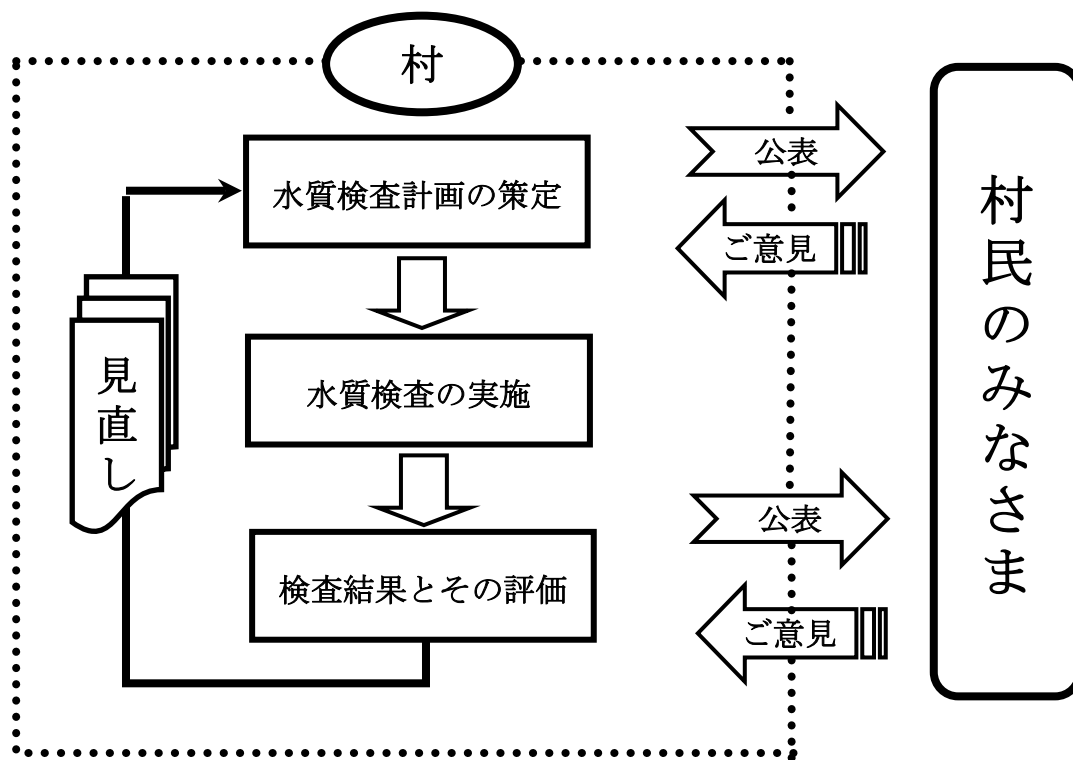 村
水質検査計画の策定
公表
ご意見
見直し
水質検査の実施
公表
検査結果とその評価
ご意見
村民のみなさま